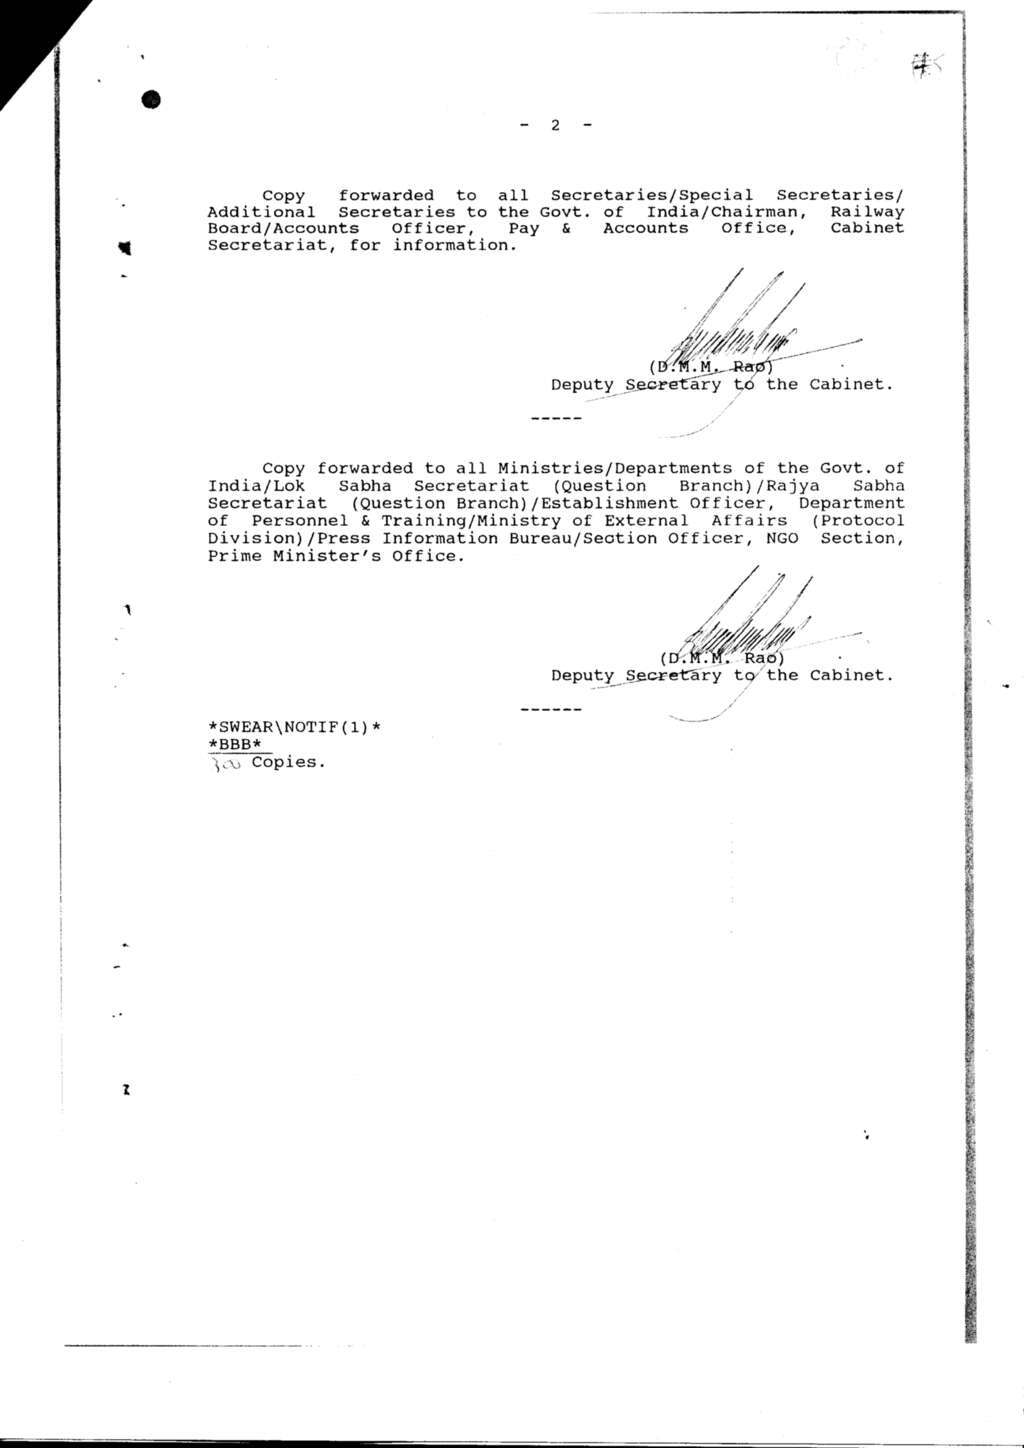 - 2 -
Copy forwarded to all Secretaries/Special Secretaries/
Additional Secretaries to the Govt. of India/Chairman, Railway
Board/Accounts Officer, Pay & Accounts Office, Cabinet
Secretariat, for information.
(D.M.M. Rao)
Deputy Secretary to the Cabinet.
-----
Copy forwarded to all Ministries/Departments of the Govt. of
India/Lok Sabha Secretariat (Question Branch)/Rajya Sabha
Secretariat (Question Branch)/Establishment Officer, Department
of Personnel & Training/Ministry of External Affairs (Protocol
Division)/Press Information Bureau/Section Officer, NGO Section,
Prime Minister's Office.
(D.M.M. Rao)
Deputy Secretary to the Cabinet.
------
*SWEAR\NOTIF(1)*
*BBB*
300 Copies.